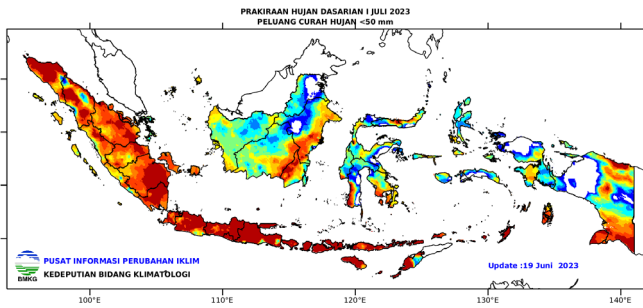 PRAKIRAAN HUJAN DASARIAN I JULI 2023
PELUANG CURAH HUJAN <50 mm
PUSAT INFORMASI PERUBAHAN IKLIM
KEDEPUTIAN BIDANG KLIMATOLOGI
BMKG
Update :19 Juni 2023
100°E 110°E 120°E 130°E 140°E